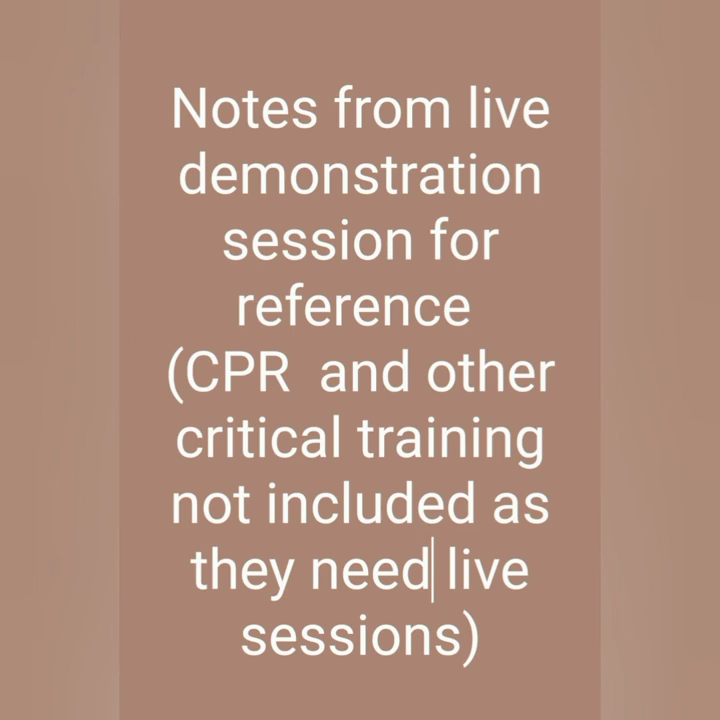 Notes from live
demonstration
session for
reference
(CPR  and other
critical training
not included as
they need live
sessions)